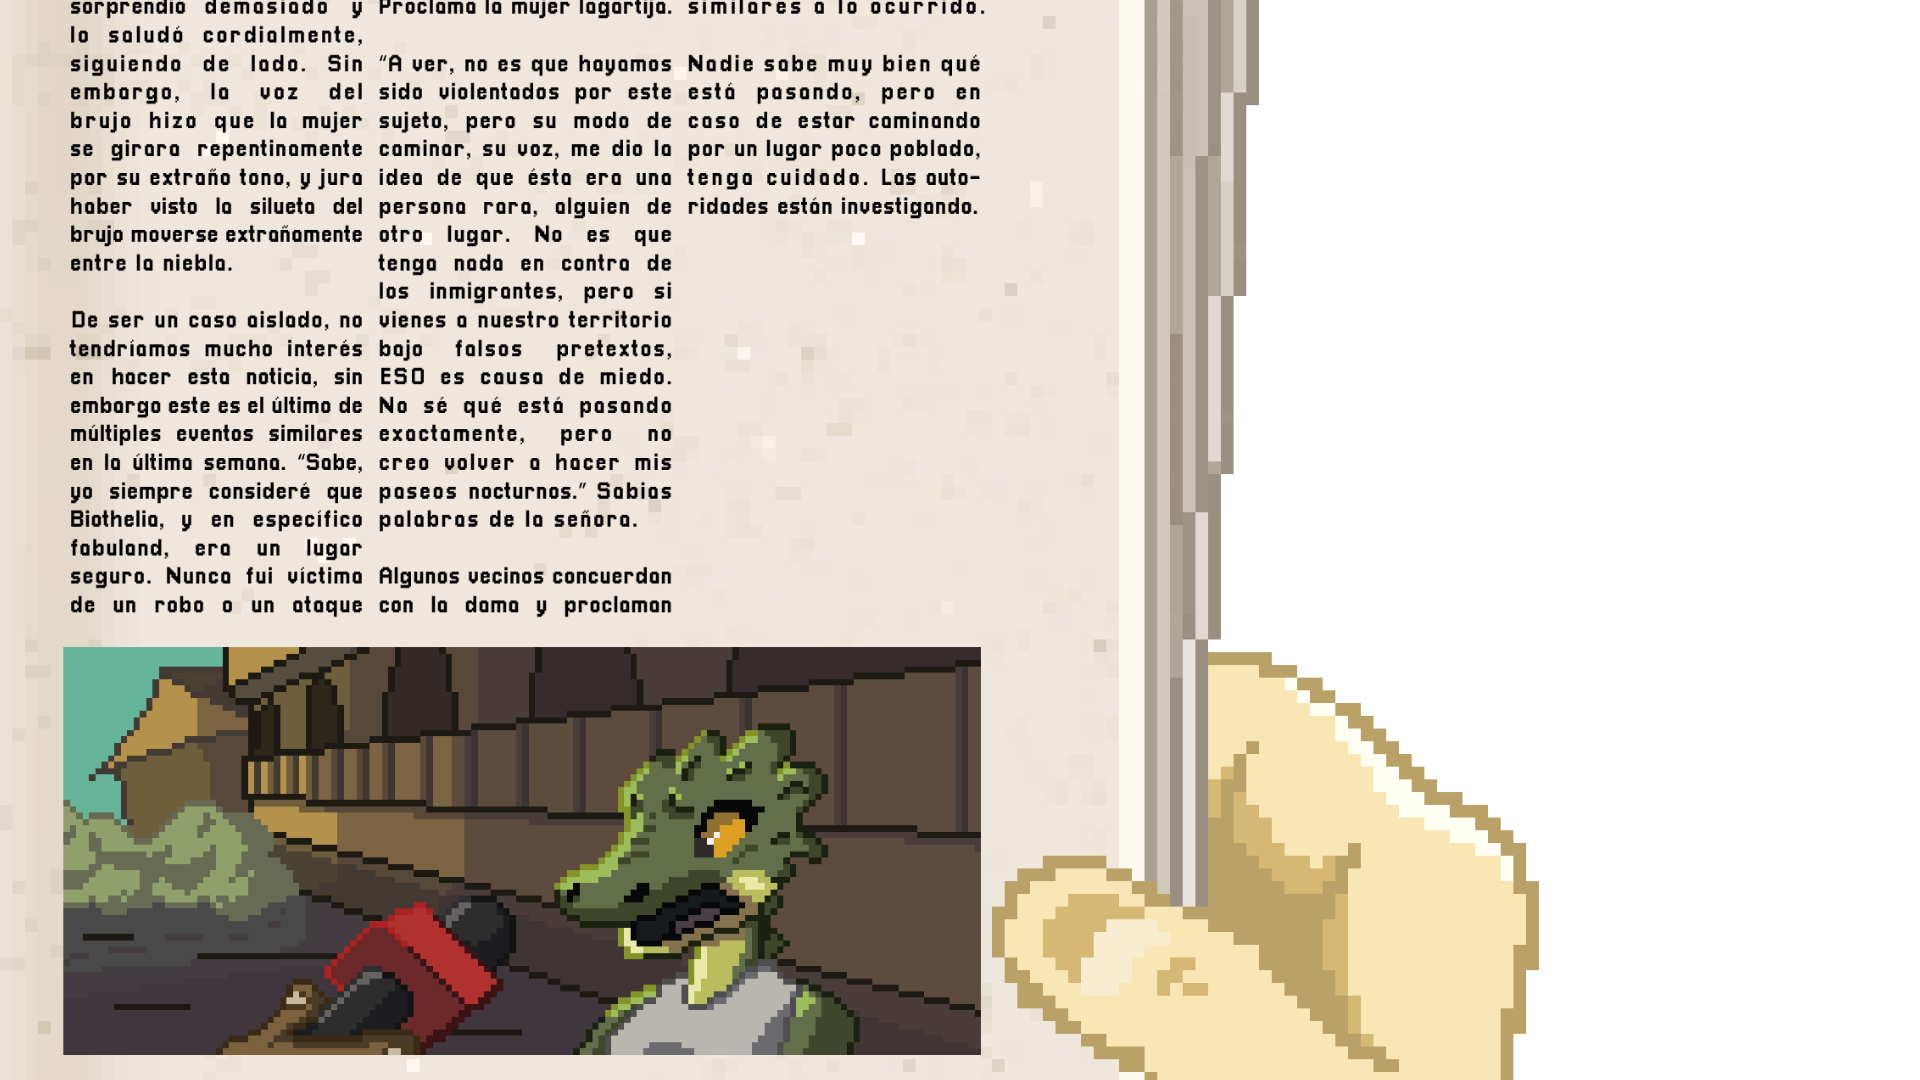 sorprendió demasiado y
lo saludó cordialmente,
siguiendo de lado. Sin
embargo, la voz del
brujo hizo que la mujer
se girara repentinamente
por su extraño tono, y jura
haber visto la silueta del
brujo moverse extrañamente
entre la niebla.
De ser un caso aislado, no
tendríamos mucho interés
en hacer esta noticia, sin
embargo este es el último de
múltiples eventos similares
en la última semana. "Sabe,
yo siempre consideré que
Biothelia, y en específico
fabuland, era un lugar
seguro. Nunca fui víctima
de un robo o un ataque
Proclama la mujer lagartija.
"A ver, no es que hayamos
sido violentados por este
sujeto, pero su modo de
caminar, su voz, me dio la
idea de que ésta era una
persona rara, alguien de
otro lugar. No es que
tenga nada en contra de
los inmigrantes, pero si
vienes a nuestro territorio
bajo falsos pretextos,
ESO es causa de miedo.
No sé qué está pasando
exactamente, pero no
creo volver a hacer mis
paseos nocturnos." Sabias
palabras de la señora.
Algunos vecinos concuerdan
con la dama y proclaman
similares a lo ocurrido.
Nadie sabe muy bien qué
está pasando, pero en
caso de estar caminando
por un lugar poco poblado,
tenga cuidado. Las auto-
ridades están investigando.